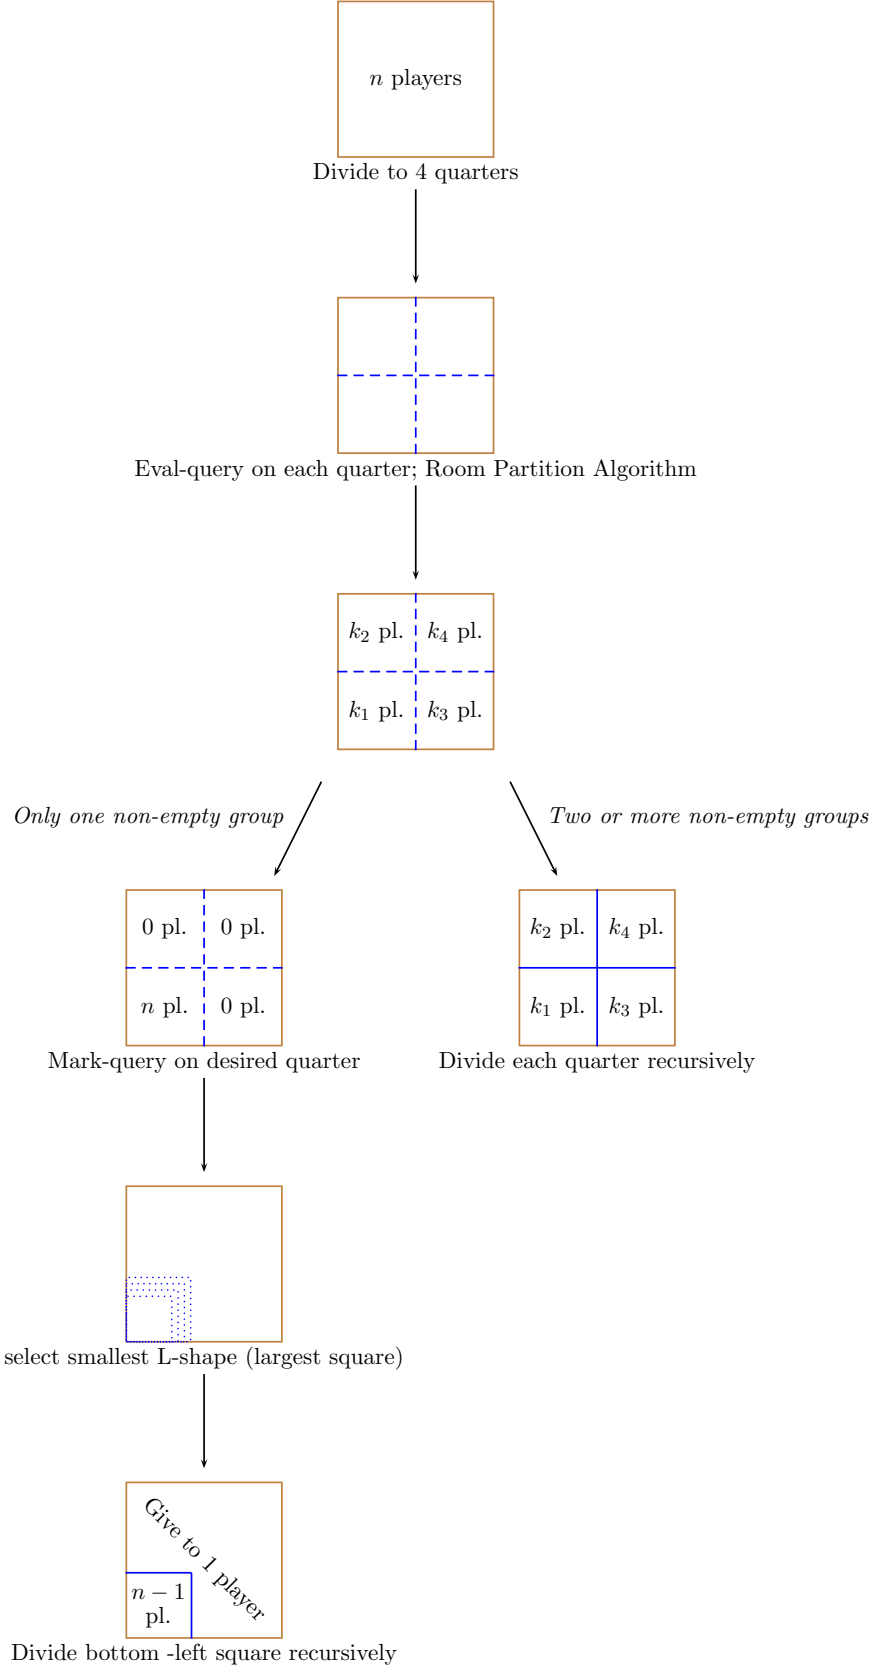 n players
Divide to 4 quarters
Eval-query on each quarter; Room Partition Algorithm
k₂ pl. k₄ pl.
k₁ pl. k₃ pl.
Only one non-empty group
Two or more non-empty groups
0 pl. 0 pl.
n pl. 0 pl.
Mark-query on desired quarter
k₂ pl. k₄ pl.
k₁ pl. k₃ pl.
Divide each quarter recursively
select smallest L-shape (largest square)
Give to 1 player
n − 1
pl.
Divide bottom -left square recursively